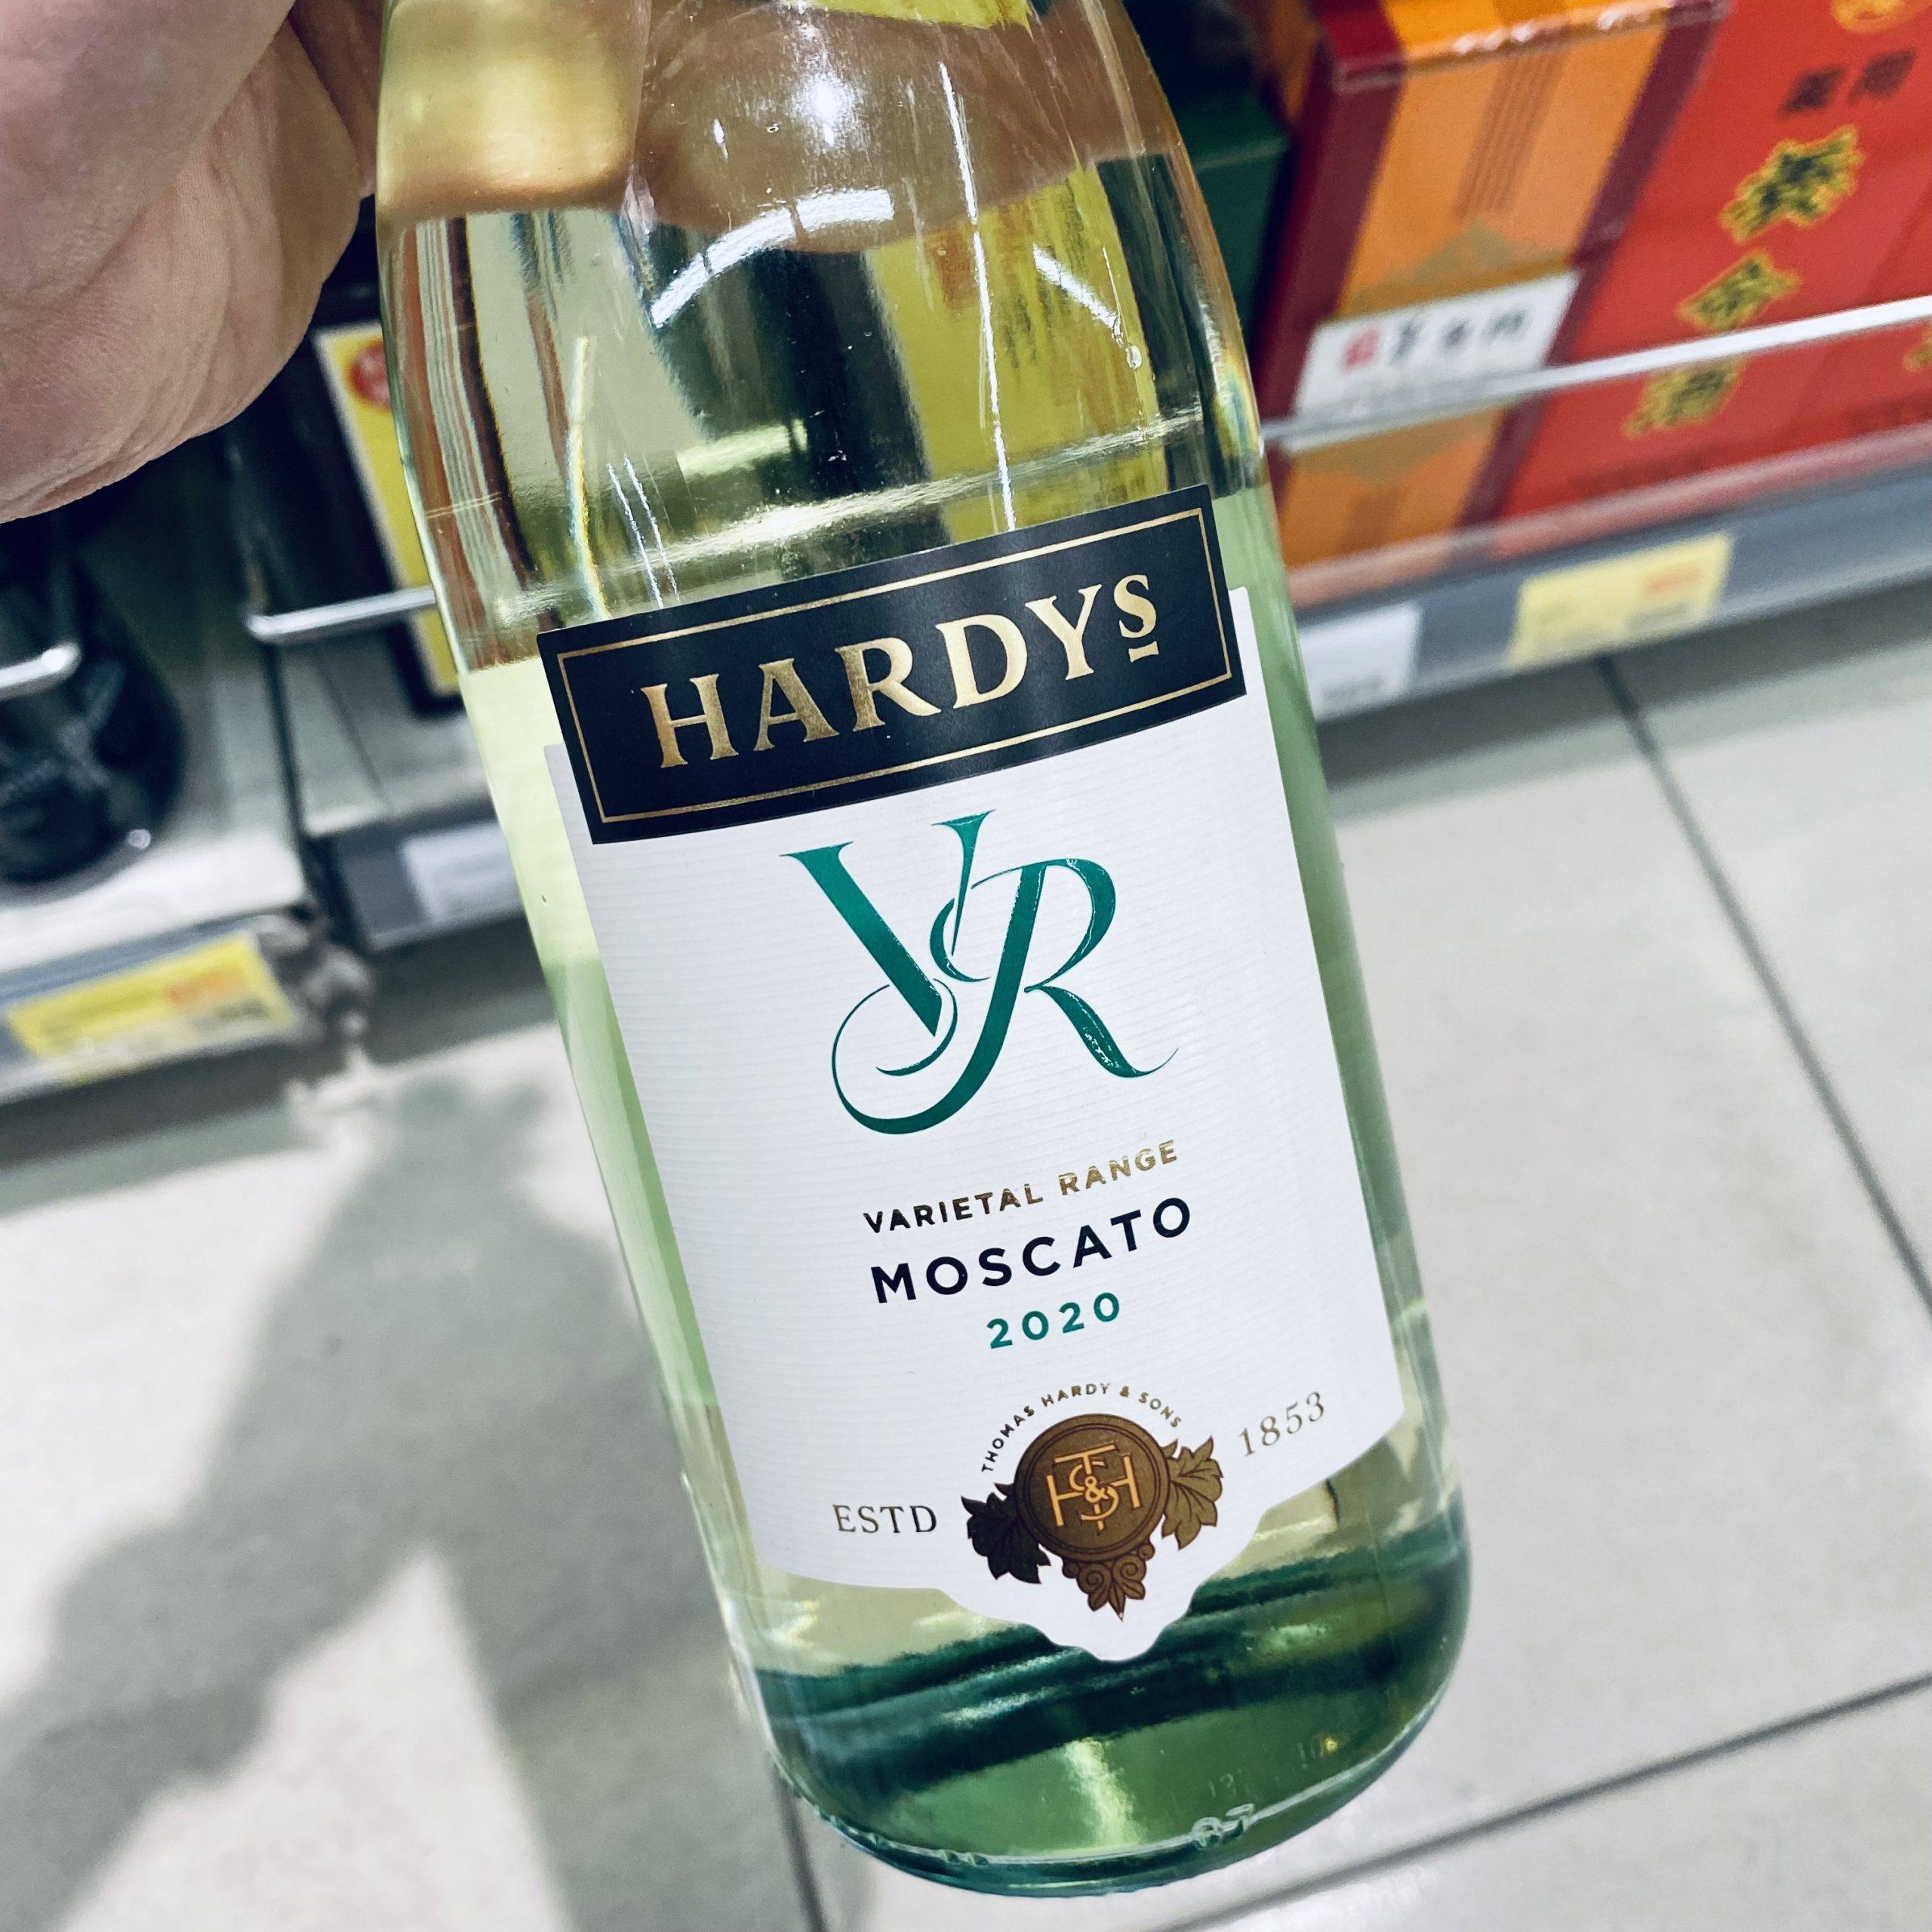 HARDYS
VR
VARIETAL RANGE
MOSCATO
2020
THOMAS HARDY & SONS
ESTD
1853